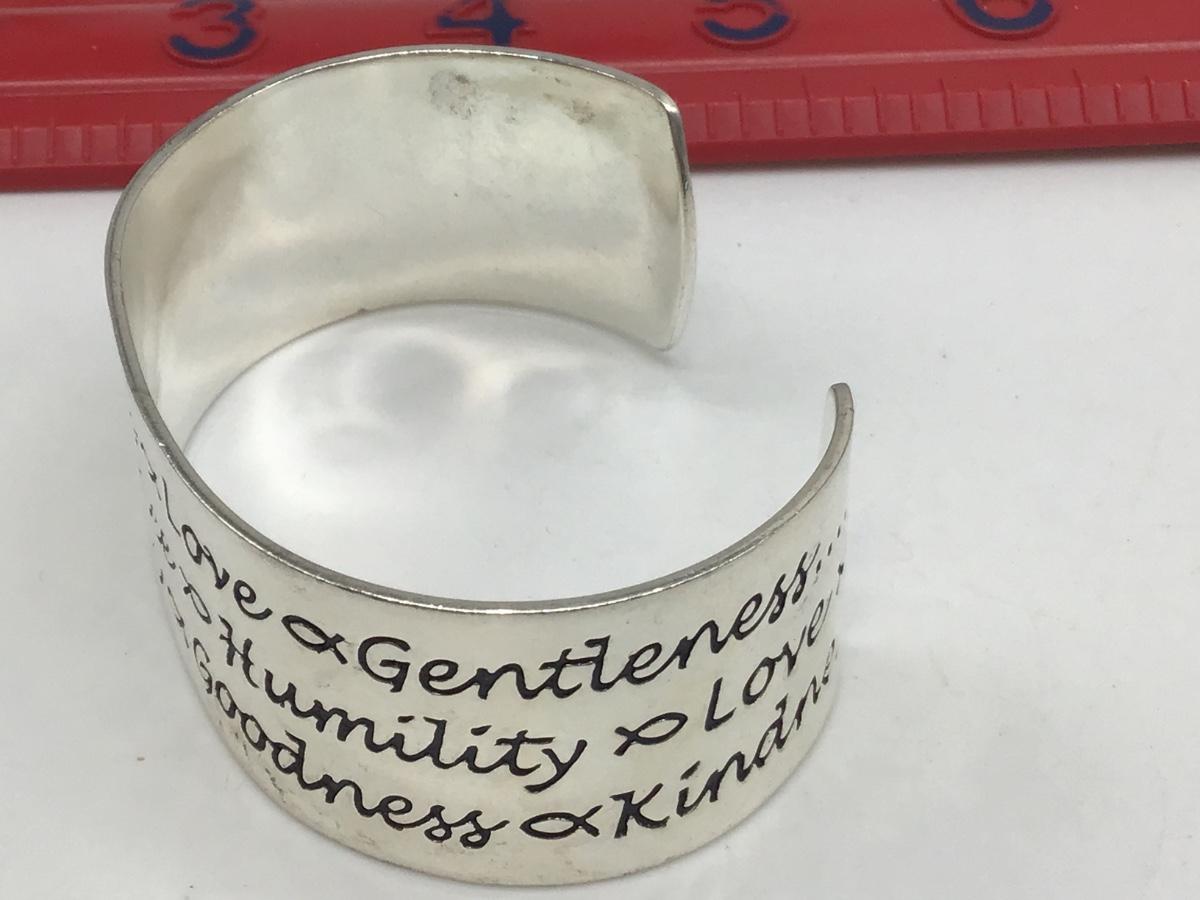 3 4 5 6
Love Gentleness...
Humility Love
Goodness Kindne